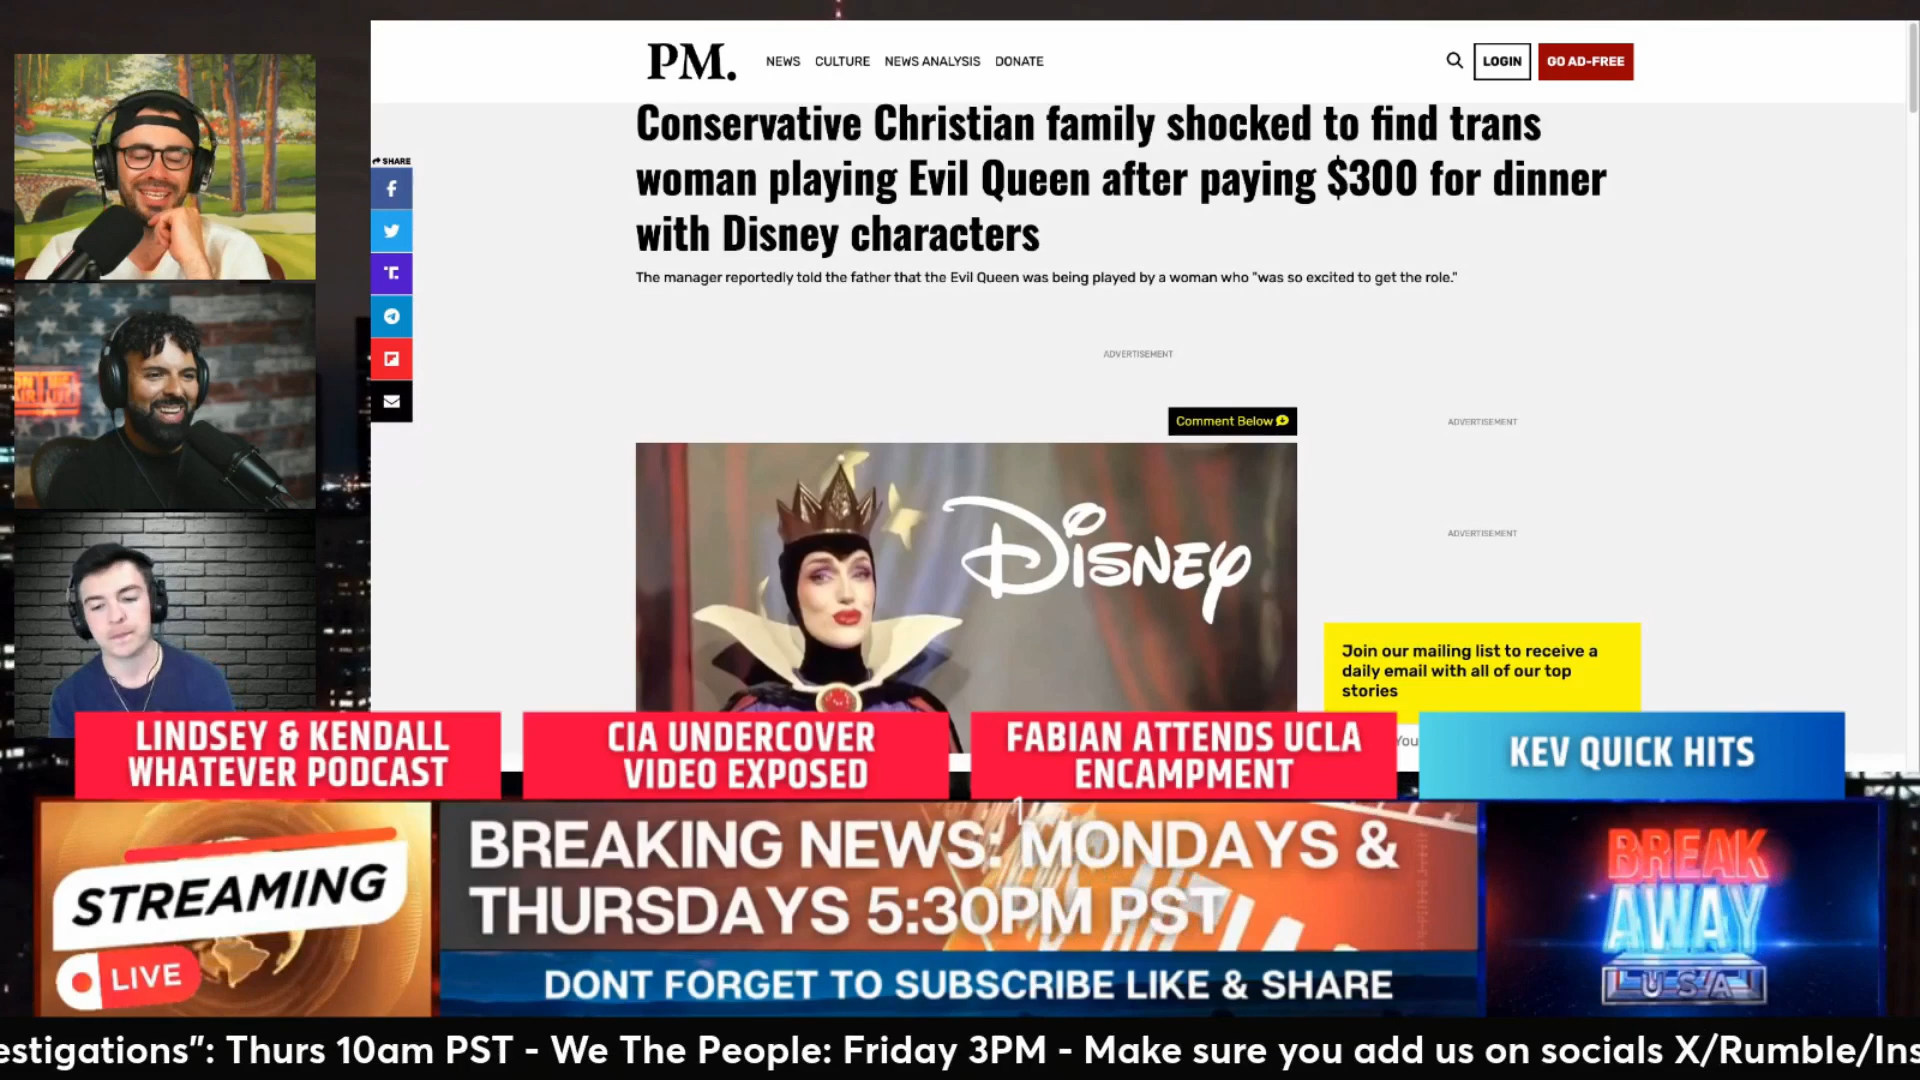 PM.
NEWS CULTURE NEWS ANALYSIS DONATE
LOGIN
GO AD-FREE
Conservative Christian family shocked to find trans
woman playing Evil Queen after paying $300 for dinner
with Disney characters
SHARE
The manager reportedly told the father that the Evil Queen was being played by a woman who "was so excited to get the role."
ADVERTISEMENT
Comment Below
ADVERTISEMENT
ADVERTISEMENT
Disney
Join our mailing list to receive a
daily email with all of our top
stories
You
LINDSEY & KENDALL
WHATEVER PODCAST
CIA UNDERCOVER
VIDEO EXPOSED
FABIAN ATTENDS UCLA
ENCAMPMENT
KEV QUICK HITS
STREAMING
LIVE
BREAKING NEWS: MONDAYS &
THURSDAYS 5:30PM PST
DONT FORGET TO SUBSCRIBE LIKE & SHARE
BREAK
AWAY
USA
estigations": Thurs 10am PST - We The People: Friday 3PM - Make sure you add us on socials X/Rumble/Ins